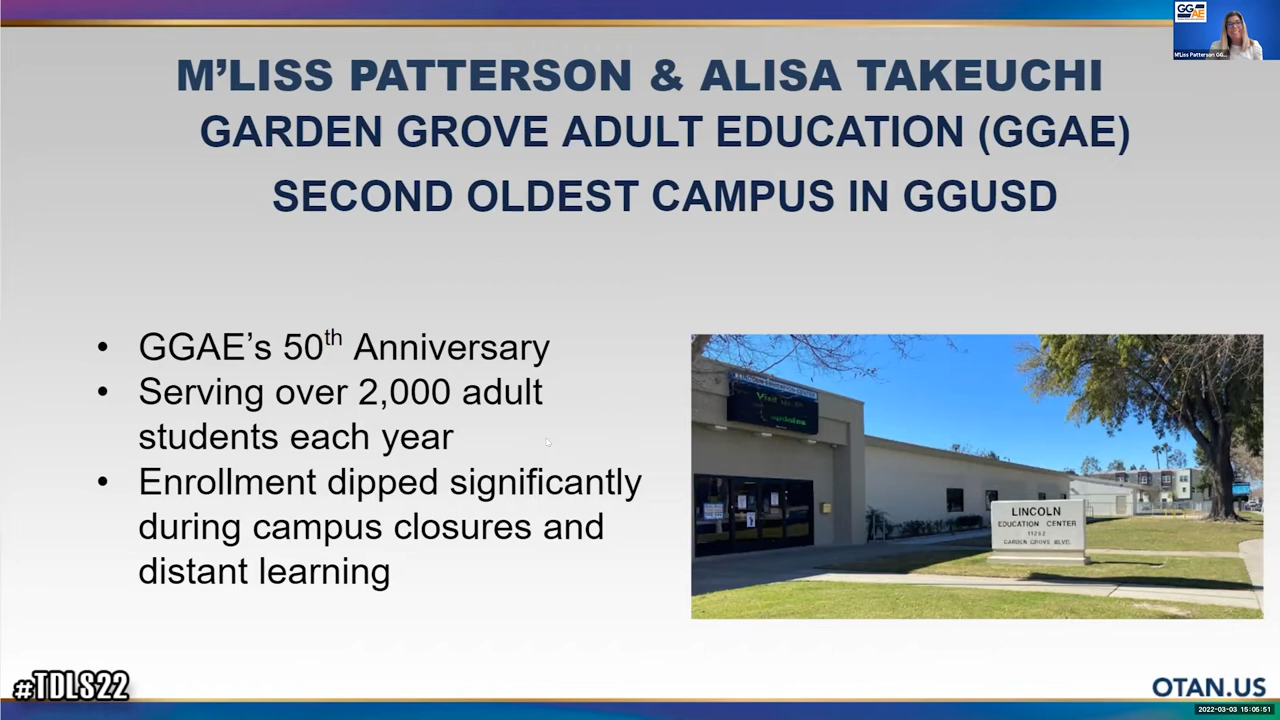 M'LISS PATTERSON & ALISA TAKEUCHI
GARDEN GROVE ADULT EDUCATION (GGAE)
SECOND OLDEST CAMPUS IN GGUSD
• GGAE's 50th Anniversary
• Serving over 2,000 adult
students each year
• Enrollment dipped significantly
during campus closures and
distant learning
LINCOLN
EDUCATION CENTER
11262
GARDEN GROVE BLVD.
#TDLS22
OTAN.US
2022-03-03 15:05:51
GG
AE
M'Liss Patterson GG...